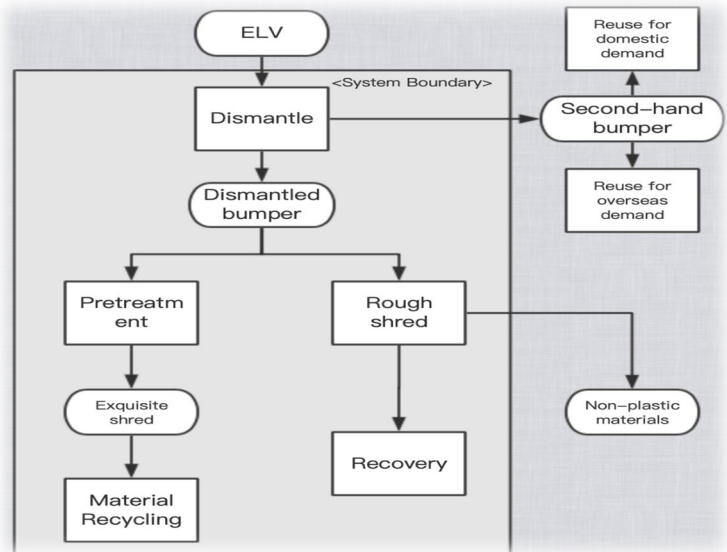 ELV
Reuse for
domestic
demand
<System Boundary>
Dismantle
Second-hand
bumper
Dismantled
bumper
Reuse for
overseas
demand
Pretreatm
ent
Rough
shred
Exquisite
shred
Non-plastic
materials
Recovery
Material
Recycling